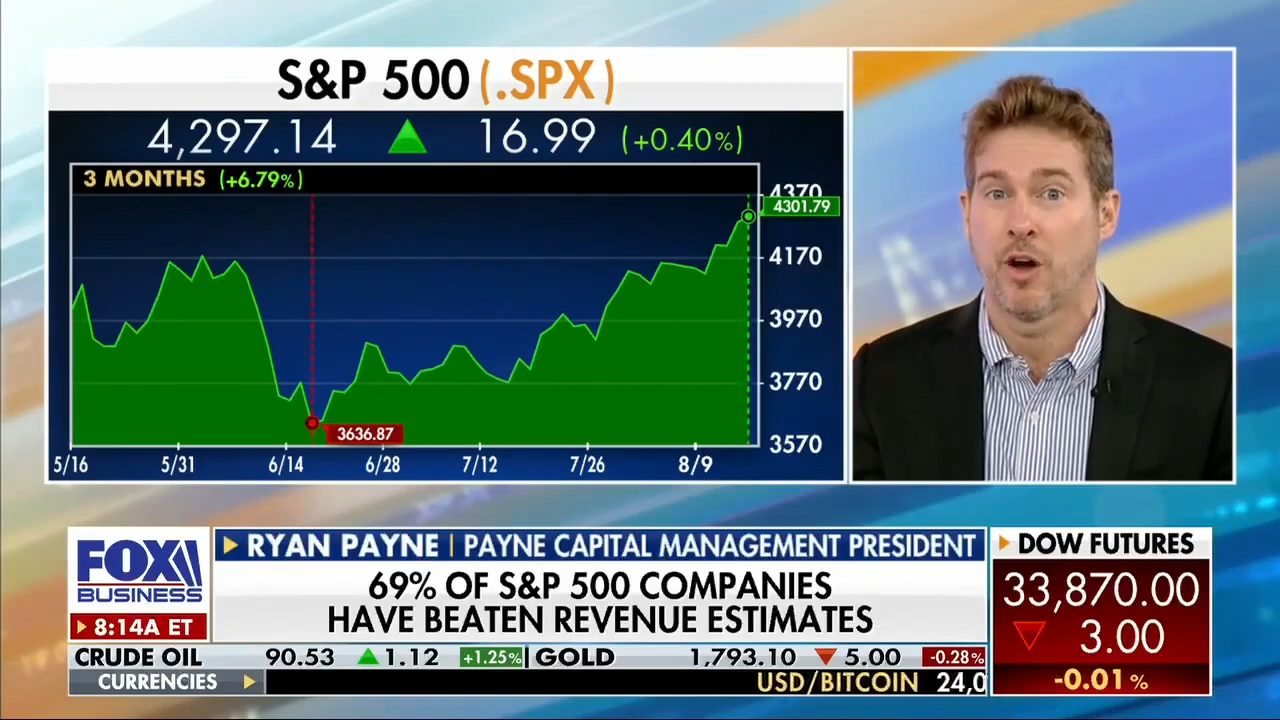 S&P 500 (.SPX)
4,297.14 ▲ 16.99 (+0.40%)
3 MONTHS (+6.79%)
4370
4301.79
4170
3970
3770
3636.87
3570
5/16 5/31 6/14 6/28 7/12 7/26 8/9
FOX
BUSINESS
8:14A ET
RYAN PAYNE | PAYNE CAPITAL MANAGEMENT PRESIDENT
69% OF S&P 500 COMPANIES
HAVE BEATEN REVENUE ESTIMATES
DOW FUTURES
33,870.00
▼ 3.00
-0.01%
CRUDE OIL 90.53 ▲ 1.12 +1.25% | GOLD 1,793.10 ▼ 5.00 -0.28%
CURRENCIES USD/BITCOIN 24,0